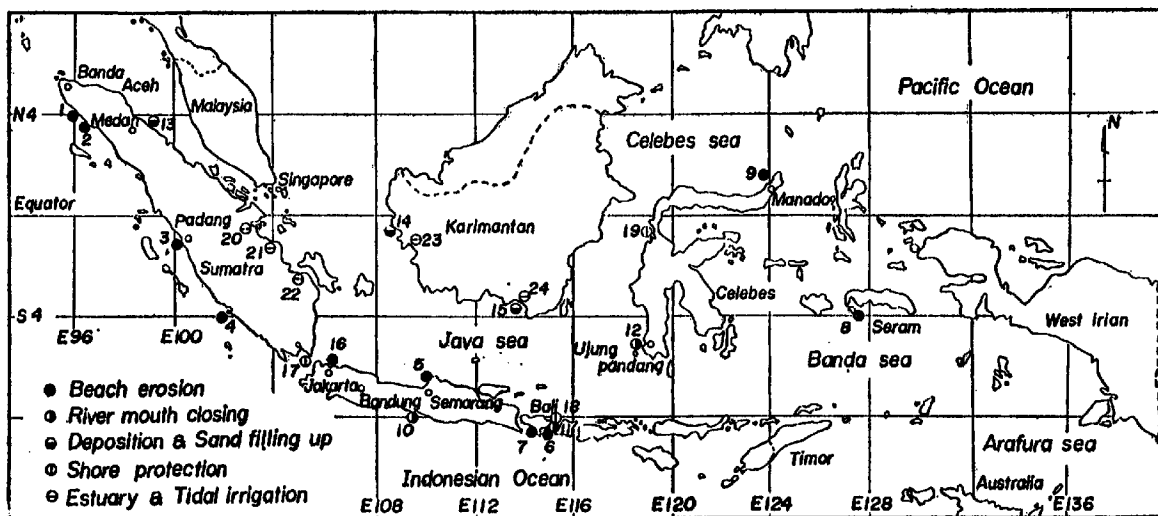 Banda
Aceh
Malaysia
Pacific Ocean
N
N4
1
2
Medan
13
Celebes sea
Singapore
9
Manado
Equator
Padang
20
14
23
Karimantan
19
3
21
Sumatra
22
24
15
Celebes
S4
4
E96
E100
16
Java sea
12
Ujung
pandang
8
Seram
West Irian
Banda sea
17
Jakarta
5
Bandung
Semarang
Bali
18
10
7
11
6
Timor
Arafura sea
Beach erosion
River mouth closing
Deposition & Sand filling up
Shore protection
Estuary & Tidal irrigation
Indonesian Ocean
Australia
E108
E112
E116
E120
E124
E128
E136